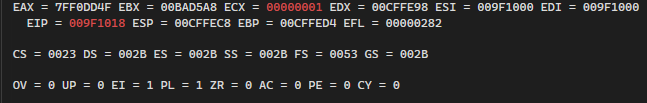 EAX = 7FF0DD4F EBX = 00BAD5A8 ECX = 00000001 EDX = 00CFFE98 ESI = 009F1000 EDI = 009F1000
EIP = 009F1018 ESP = 00CFFEC8 EBP = 00CFFED4 EFL = 00000282
CS = 0023 DS = 002B ES = 002B SS = 002B FS = 0053 GS = 002B
OV = 0 UP = 0 EI = 1 PL = 1 ZR = 0 AC = 0 PE = 0 CY = 0